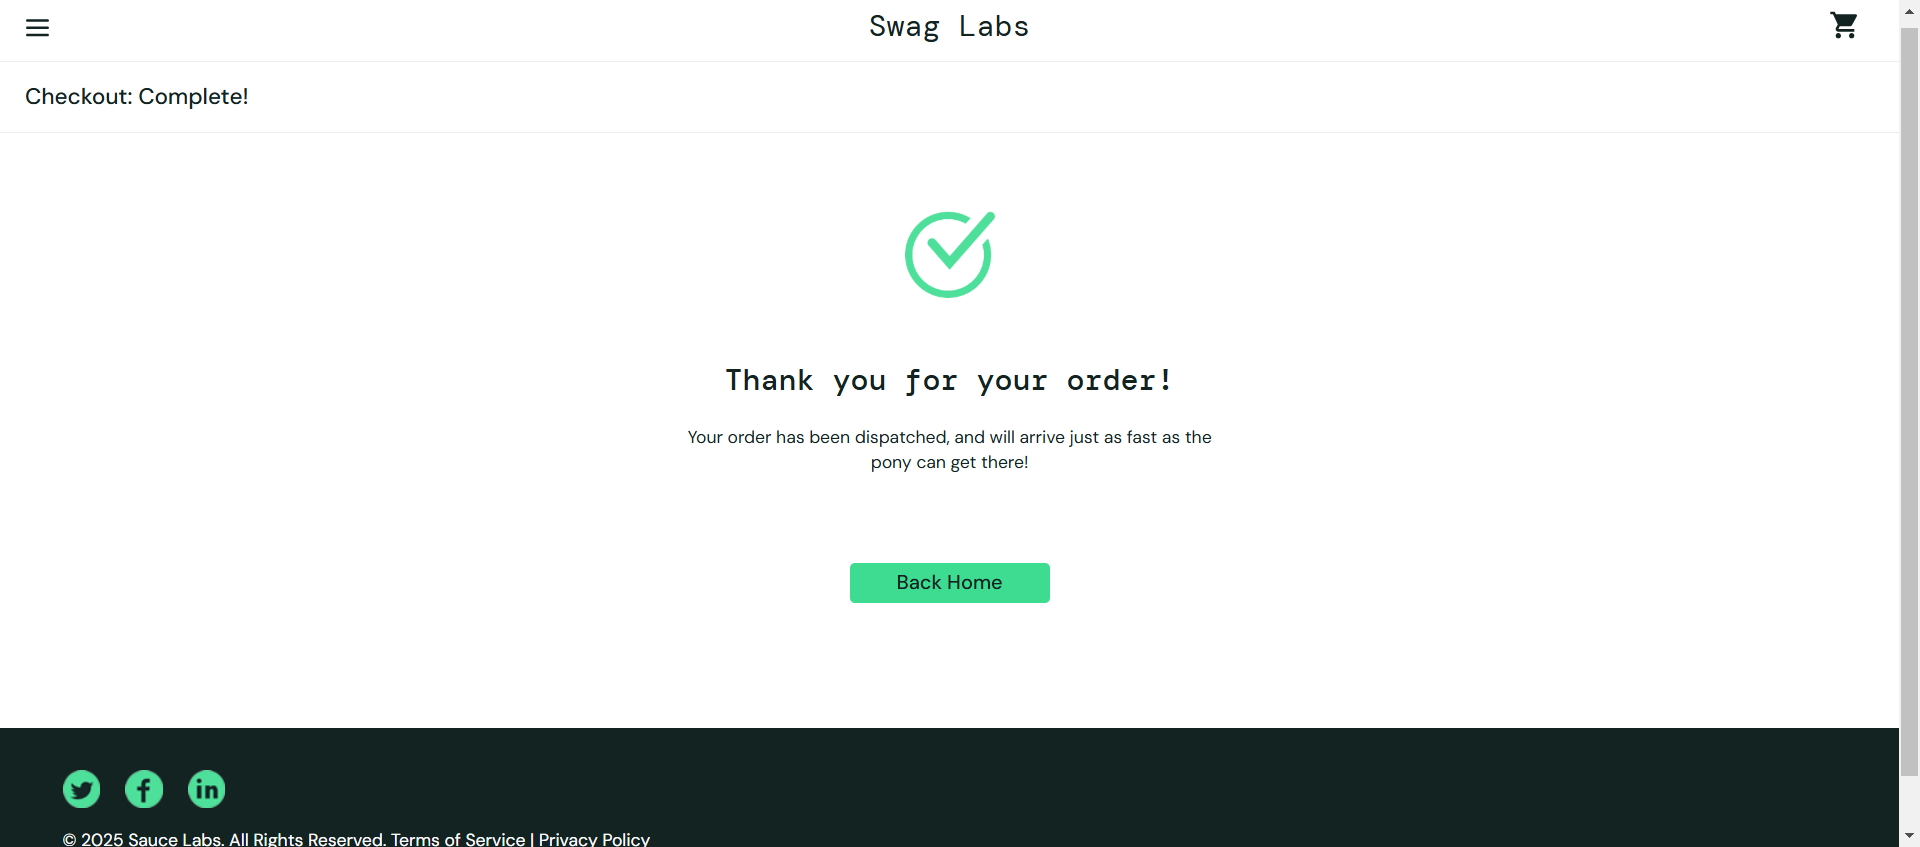 Swag Labs
Checkout: Complete!
Thank you for your order!
Your order has been dispatched, and will arrive just as fast as the
pony can get there!
Back Home
© 2025 Sauce Labs. All Rights Reserved. Terms of Service | Privacy Policy